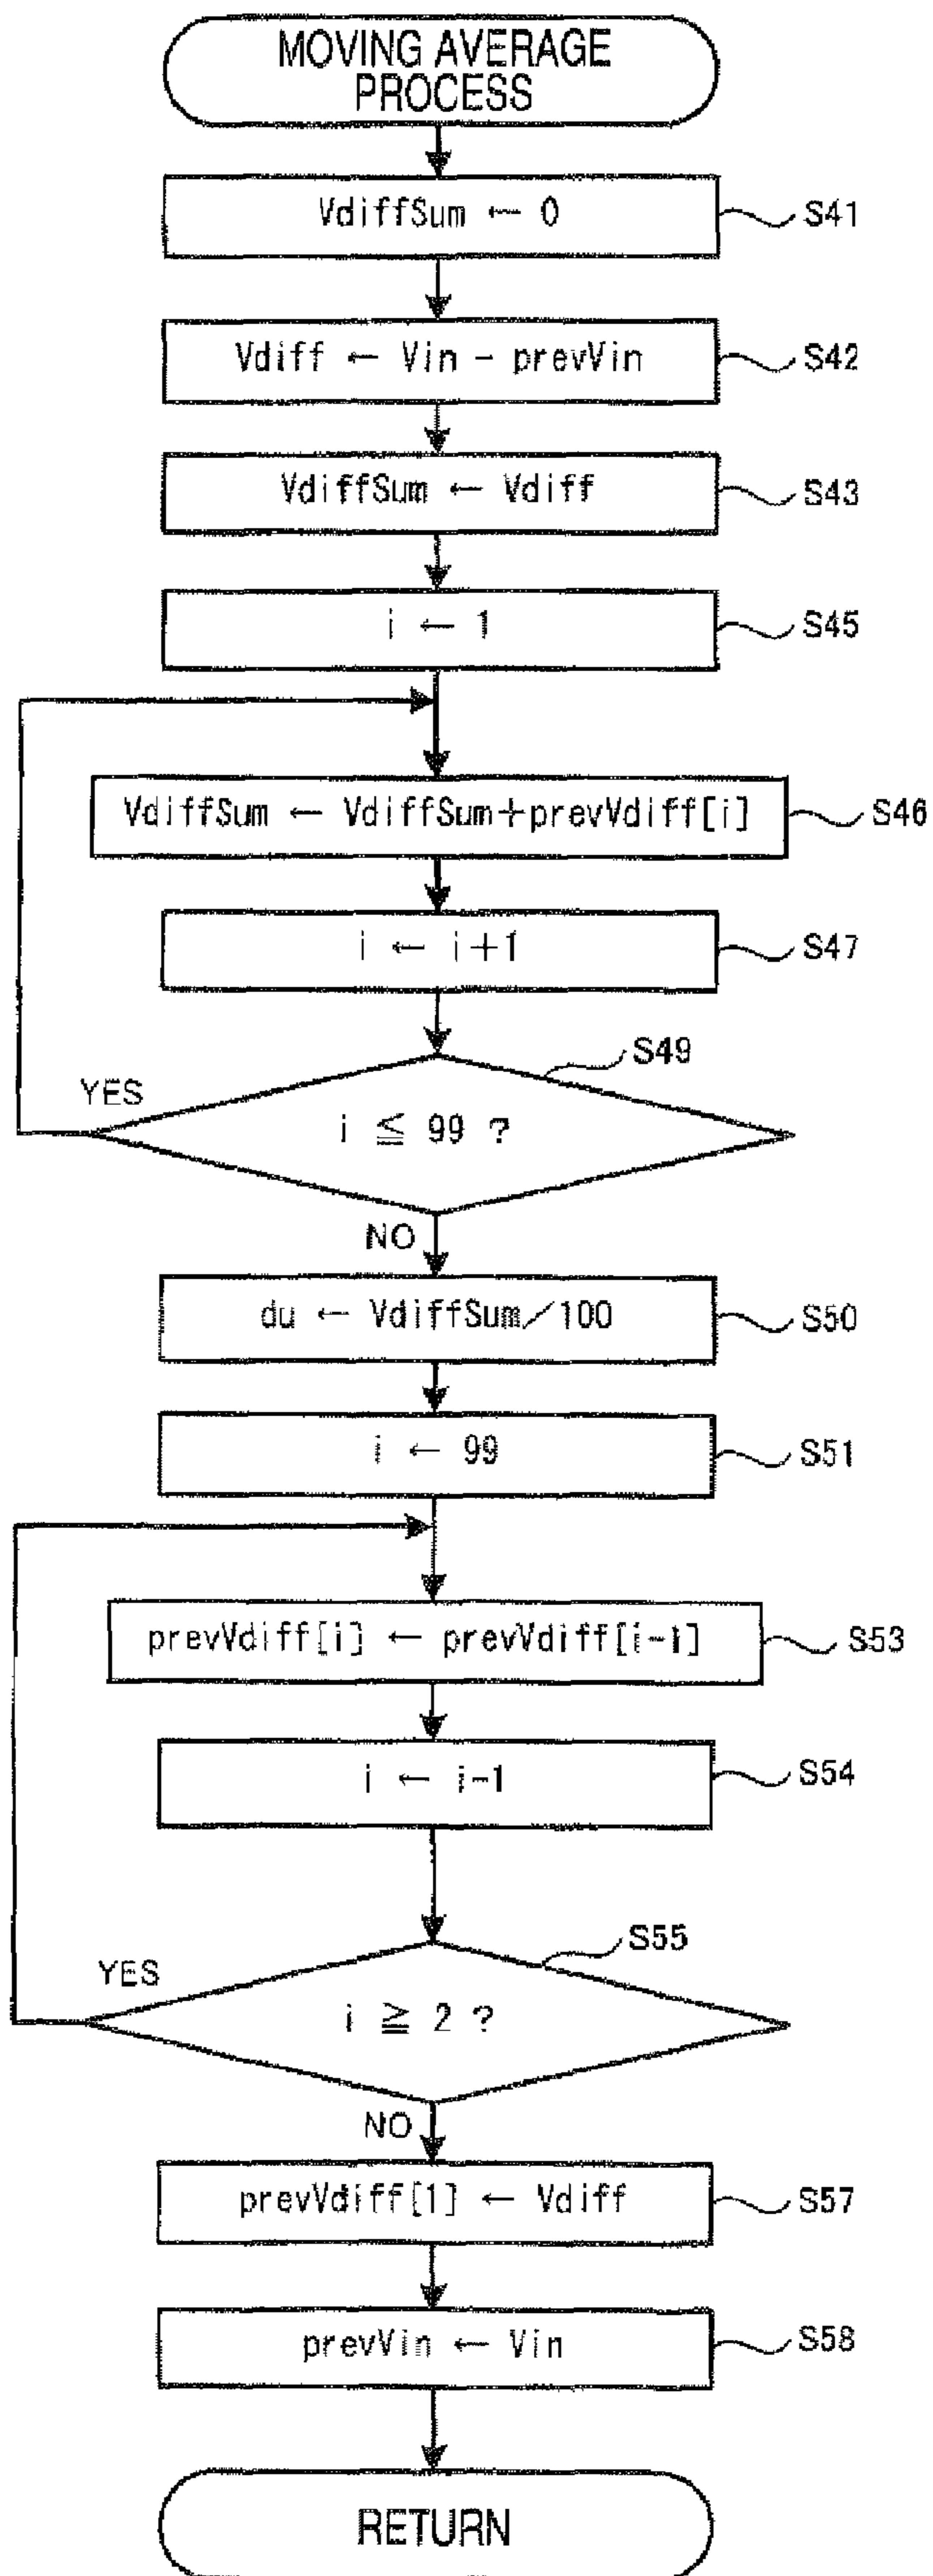 MOVING AVERAGE
PROCESS
VdiffSum ← 0
S41
Vdiff ← Vin - prevVin
S42
VdiffSum ← Vdiff
S43
i ← 1
S45
VdiffSum ← VdiffSum+prevVdiff[i]
S46
i ← i+1
S47
S49
YES
i ≦ 99 ?
NO
du ← VdiffSum/100
S50
i ← 99
S51
prevVdiff[i] ← prevVdiff[i-1]
S53
i ← i-1
S54
S55
YES
i ≧ 2 ?
NO
prevVdiff[1] ← Vdiff
S57
prevVin ← Vin
S58
RETURN